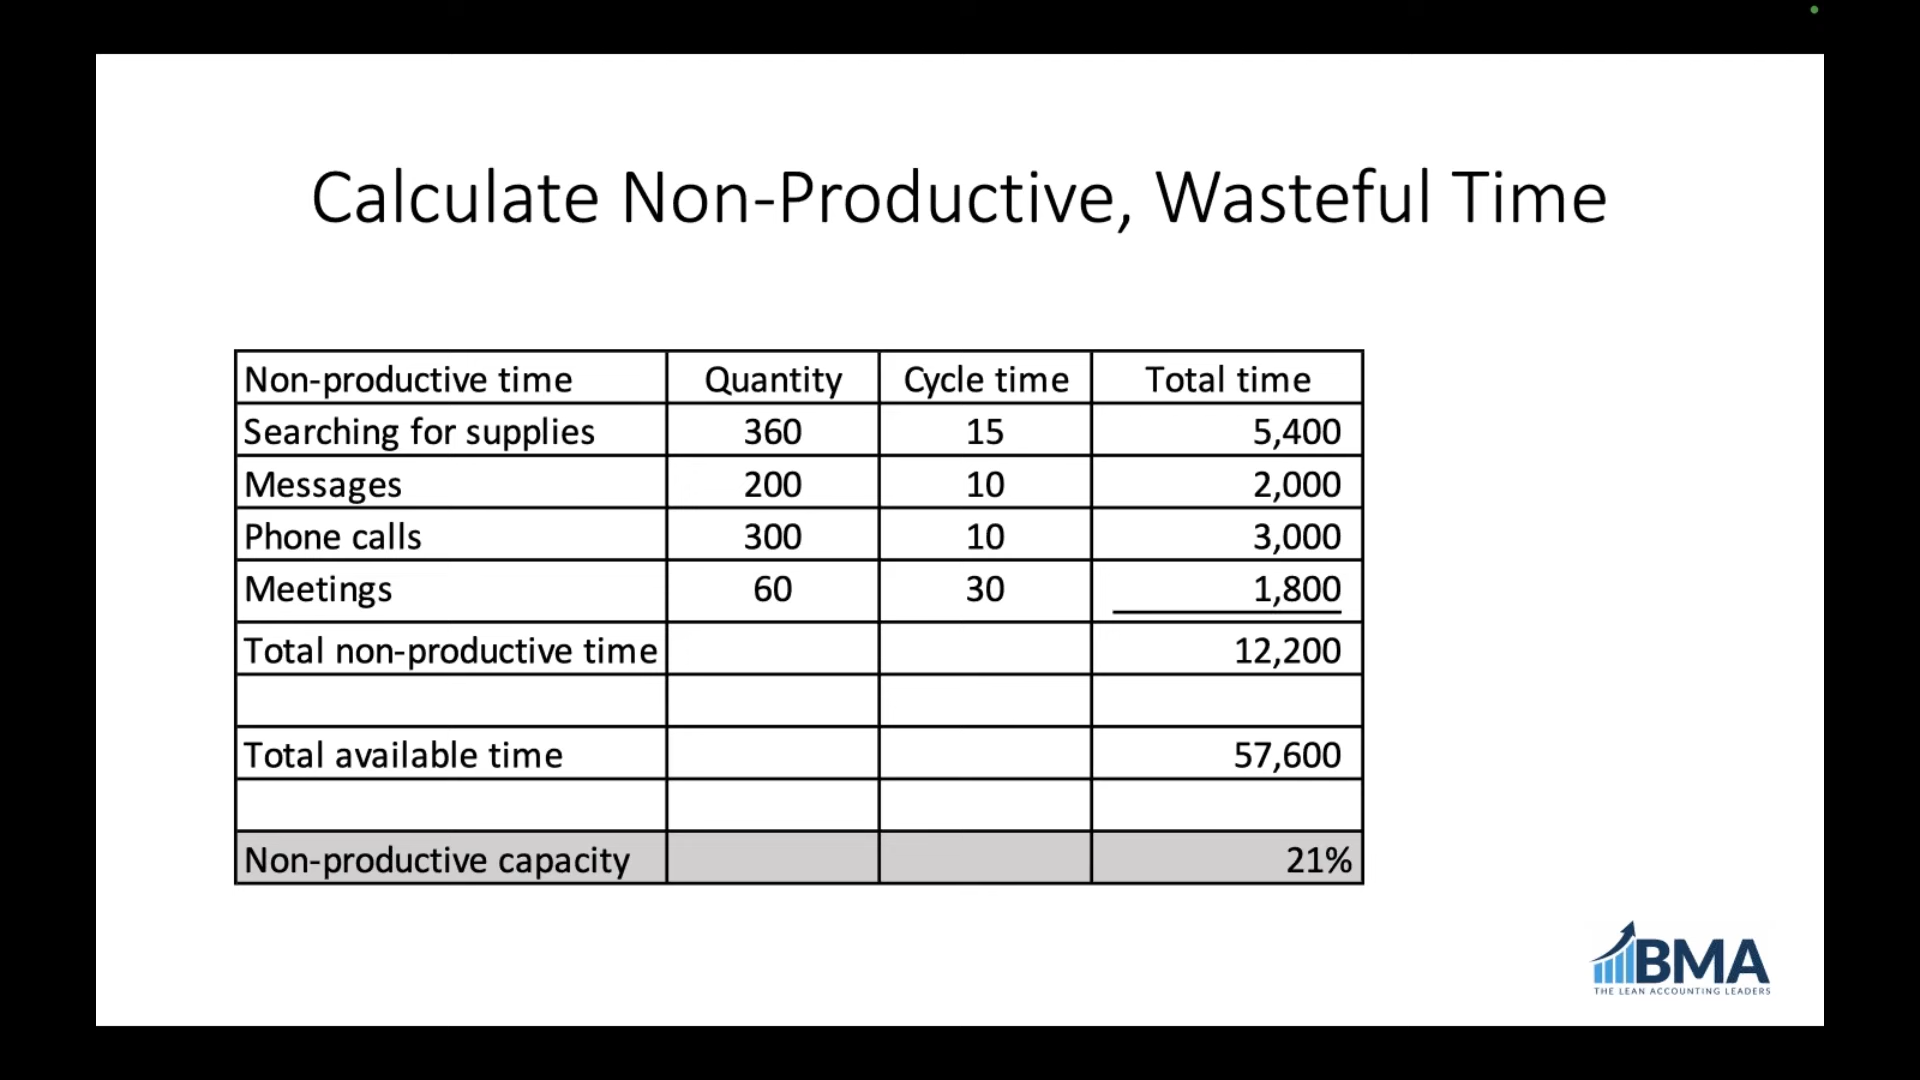 Calculate Non-Productive, Wasteful Time
Non-productive time Quantity Cycle time Total time
Searching for supplies 360 15 5,400
Messages 200 10 2,000
Phone calls 300 10 3,000
Meetings 60 30 1,800
Total non-productive time 12,200
Total available time 57,600
Non-productive capacity 21%
BMA
THE LEAN ACCOUNTING LEADERS